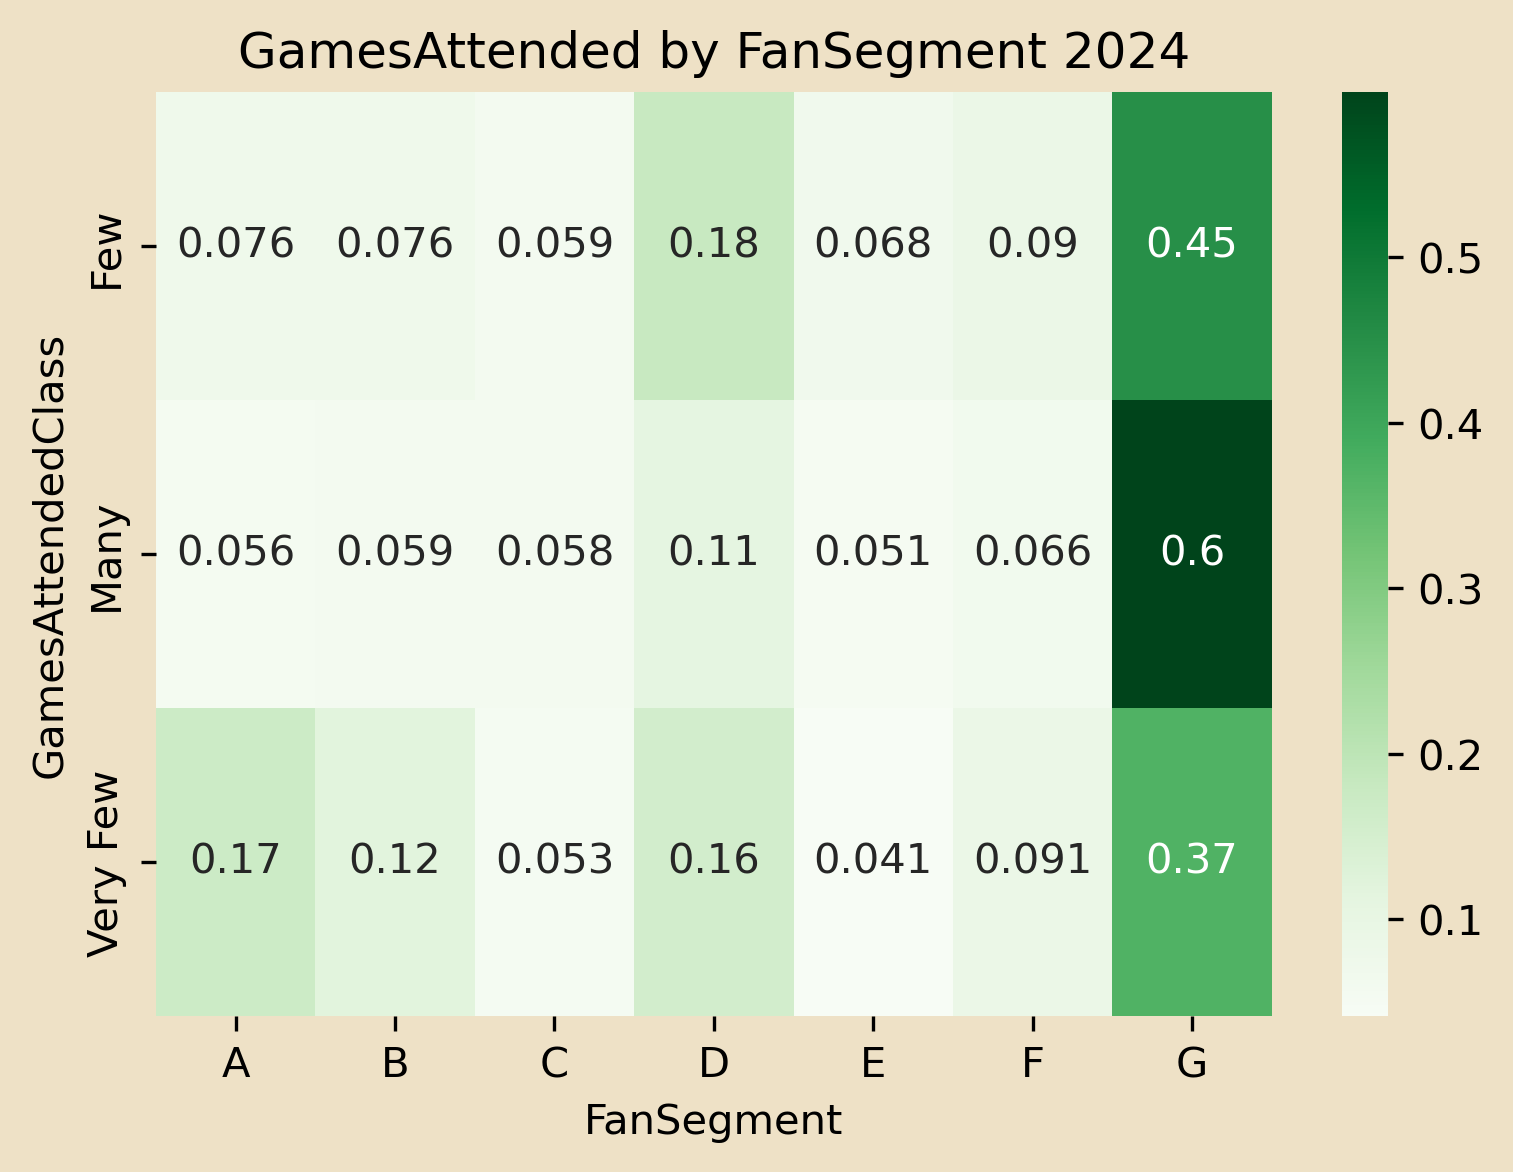 GamesAttended by FanSegment 2024
GamesAttendedClass
Few
0.076 0.076 0.059 0.18 0.068 0.09 0.45
Many
0.056 0.059 0.058 0.11 0.051 0.066 0.6
Very Few
0.17 0.12 0.053 0.16 0.041 0.091 0.37
A B C D E F G
FanSegment
0.5
0.4
0.3
0.2
0.1